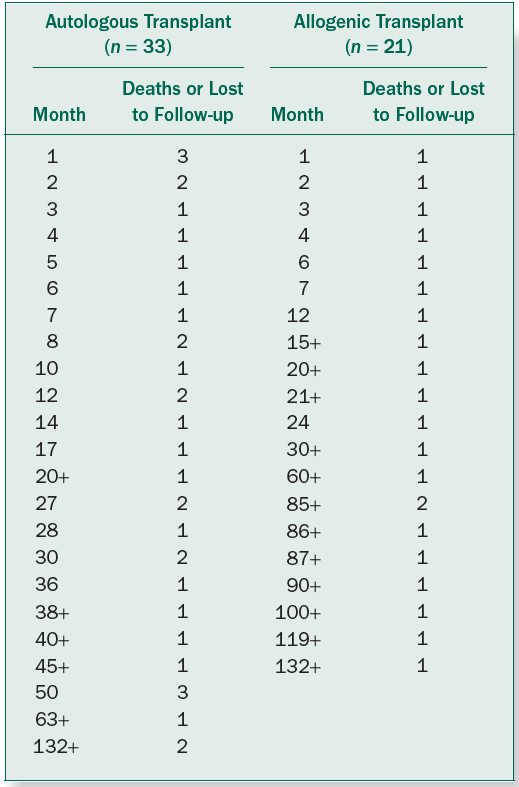 Autologous Transplant Allogenic Transplant
(n = 33) (n = 21)
Deaths or Lost Deaths or Lost
Month to Follow-up Month to Follow-up
1 3 1 1
2 2 2 1
3 1 3 1
4 1 4 1
5 1 6 1
6 1 7 1
7 1 12 1
8 2 15+ 1
10 1 20+ 1
12 2 21+ 1
14 1 24 1
17 1 30+ 1
20+ 1 60+ 1
27 2 85+ 2
28 1 86+ 1
30 2 87+ 1
36 1 90+ 1
38+ 1 100+ 1
40+ 1 119+ 1
45+ 1 132+ 1
50 3
63+ 1
132+ 2